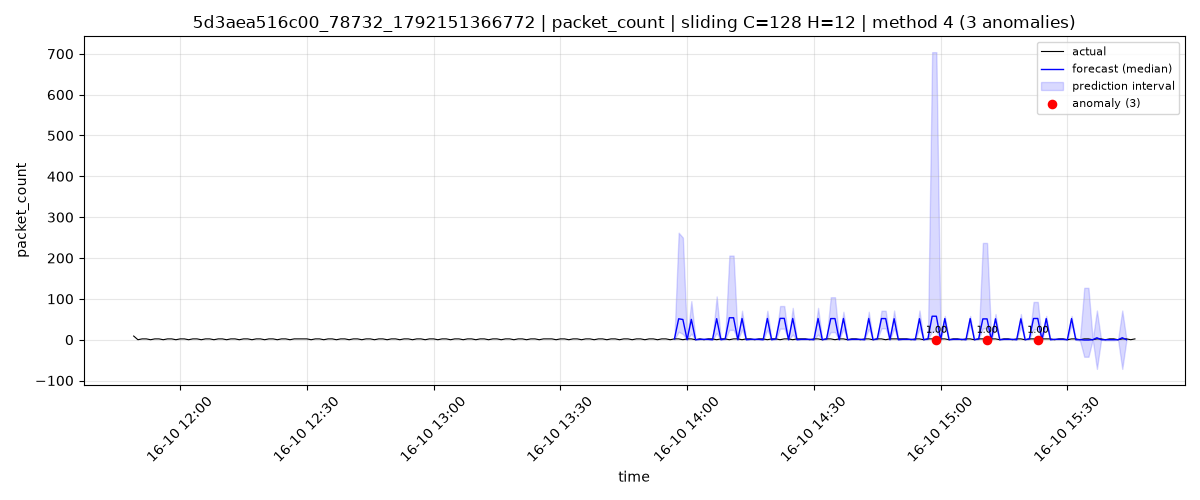 5d3aea516c00_78732_1792151366772 | packet_count | sliding C=128 H=12 | method 4 (3 anomalies)
actual
forecast (median)
prediction interval
anomaly (3)
packet_count
700
600
500
400
300
200
100
0
−100
1.00
1.00
1.00
16-10 12:00
16-10 12:30
16-10 13:00
16-10 13:30
16-10 14:00
16-10 14:30
16-10 15:00
16-10 15:30
time